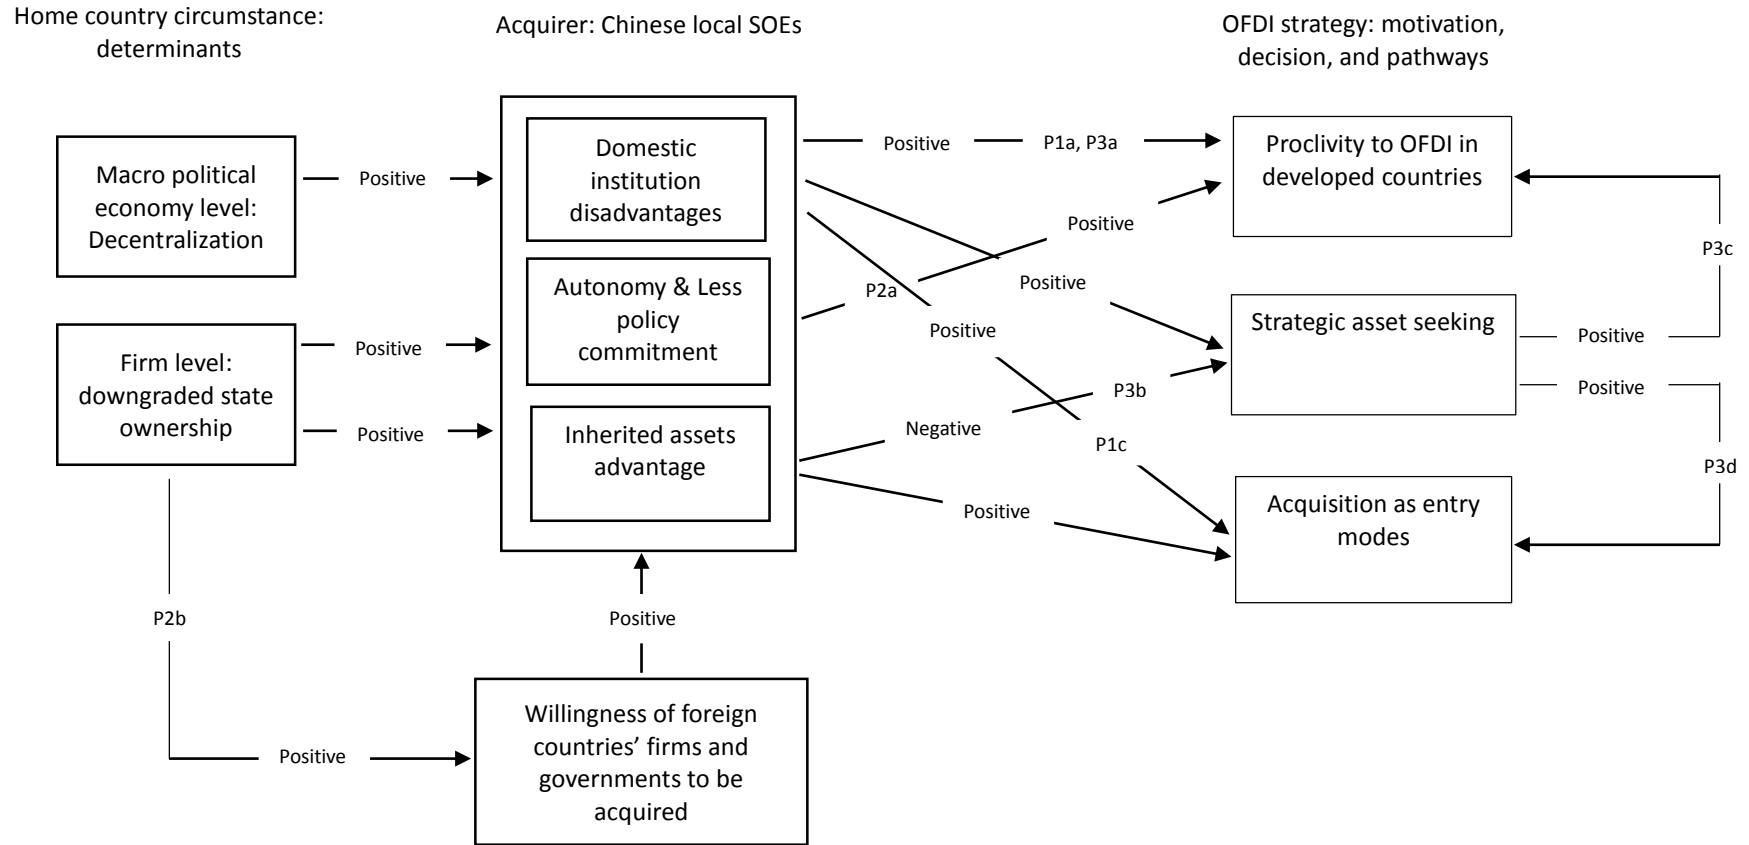 Home country circumstance:
determinants
Acquirer: Chinese local SOEs
OFDI strategy: motivation,
decision, and pathways
Macro political
economy level:
Decentralization
Positive
Firm level:
downgraded state
ownership
Positive
Positive
P2b
Positive
Domestic
institution
disadvantages
Autonomy & Less
policy
commitment
Inherited assets
advantage
Positive
Willingness of foreign
countries’ firms and
governments to be
acquired
Positive
P1a, P3a
Positive
P2a
Positive
Positive
P3b
Negative
P1c
Positive
Proclivity to OFDI in
developed countries
Strategic asset seeking
Acquisition as entry
modes
P3c
Positive
Positive
P3d